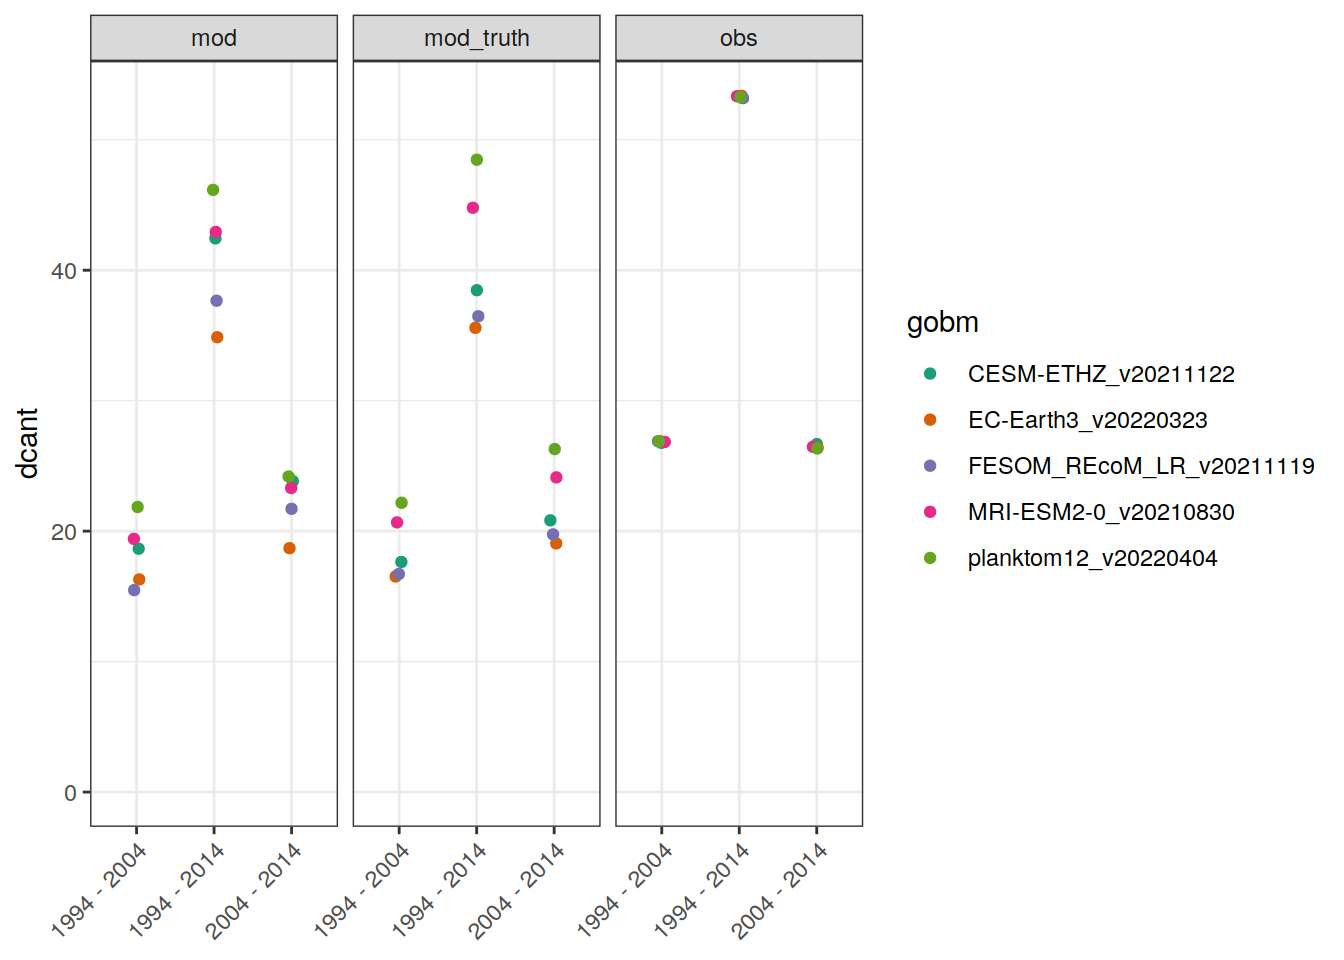 mod
mod_truth
obs
dcant
40
20
0
1994 - 2004
1994 - 2014
2004 - 2014
1994 - 2004
1994 - 2014
2004 - 2014
1994 - 2004
1994 - 2014
2004 - 2014
gobm
CESM-ETHZ_v20211122
EC-Earth3_v20220323
FESOM_REcoM_LR_v20211119
MRI-ESM2-0_v20210830
planktom12_v20220404